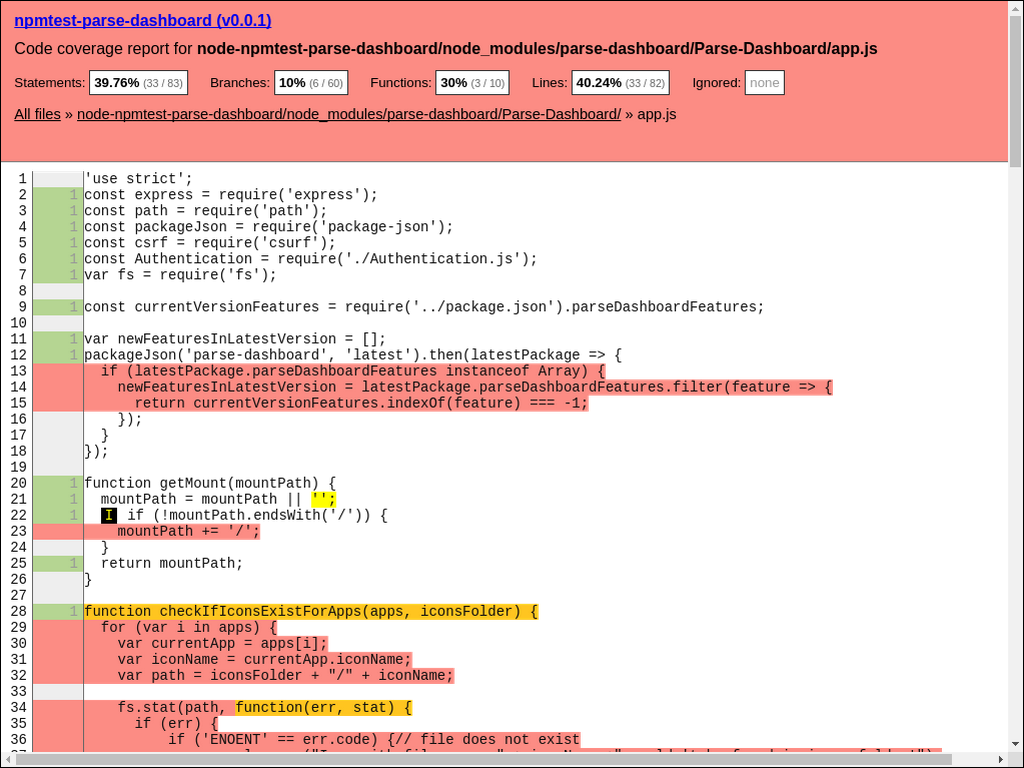 npmtest-parse-dashboard (v0.0.1)
Code coverage report for node-npmtest-parse-dashboard/node_modules/parse-dashboard/Parse-Dashboard/app.js
Statements: 39.76% (33 / 83) Branches: 10% (6 / 60) Functions: 30% (3 / 10) Lines: 40.24% (33 / 82) Ignored: none
All files » node-npmtest-parse-dashboard/node_modules/parse-dashboard/Parse-Dashboard/ » app.js
1 'use strict';
2 1 const express = require('express');
3 1 const path = require('path');
4 1 const packageJson = require('package-json');
5 1 const csrf = require('csurf');
6 1 const Authentication = require('./Authentication.js');
7 1 var fs = require('fs');
8
9 1 const currentVersionFeatures = require('../package.json').parseDashboardFeatures;
10
11 1 var newFeaturesInLatestVersion = [];
12 1 packageJson('parse-dashboard', 'latest').then(latestPackage => {
13 if (latestPackage.parseDashboardFeatures instanceof Array) {
14 newFeaturesInLatestVersion = latestPackage.parseDashboardFeatures.filter(feature => {
15 return currentVersionFeatures.indexOf(feature) === -1;
16 });
17 }
18 });
19
20 1 function getMount(mountPath) {
21 1 mountPath = mountPath || '';
22 1 I if (!mountPath.endsWith('/')) {
23 mountPath += '/';
24 }
25 1 return mountPath;
26 }
27
28 1 function checkIfIconsExistForApps(apps, iconsFolder) {
29 for (var i in apps) {
30 var currentApp = apps[i];
31 var iconName = currentApp.iconName;
32 var path = iconsFolder + "/" + iconName;
33
34 fs.stat(path, function(err, stat) {
35 if (err) {
36 if ('ENOENT' == err.code) {// file does not exist